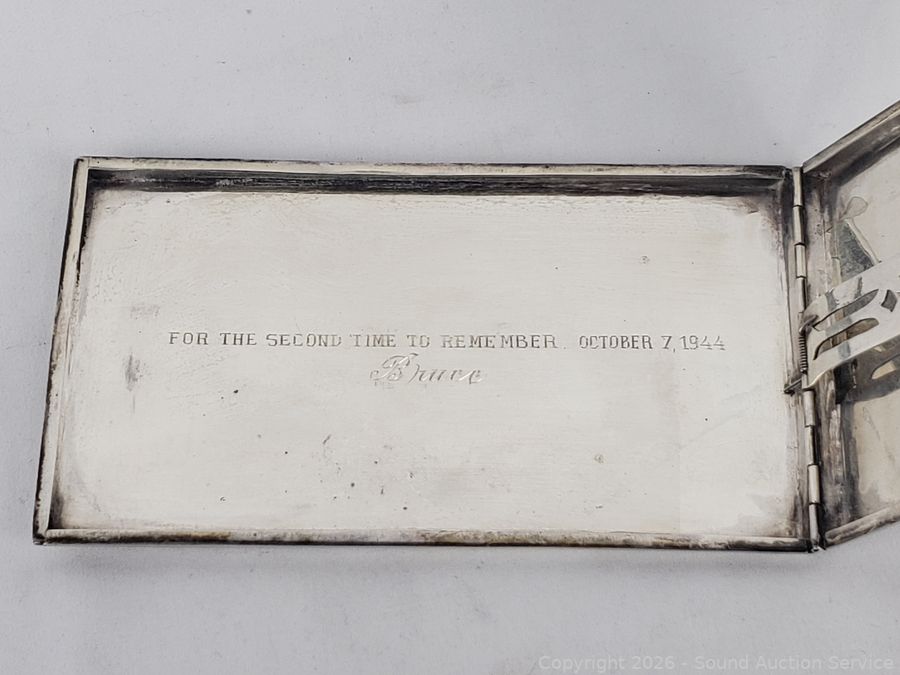 FOR THE SECOND TIME TO REMEMBER. OCTOBER 7, 1944
Bruce
Copyright 2026 - Sound Auction Service